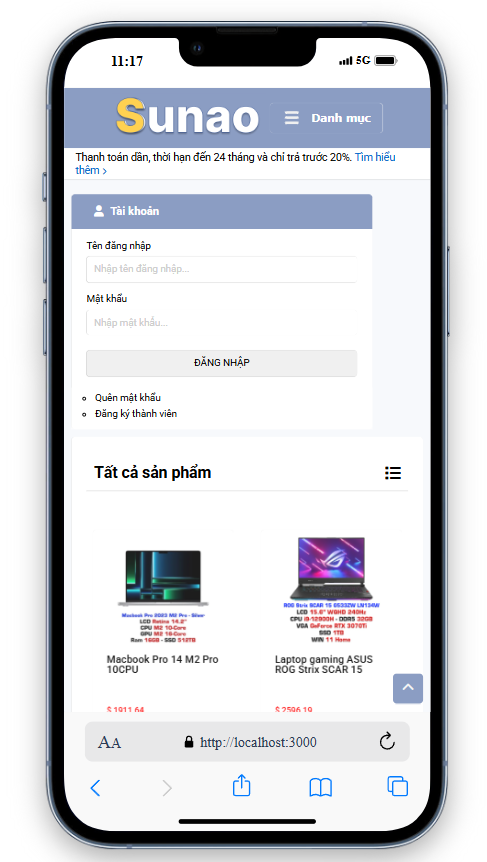 11:17
5G
Sunao
Danh mục
Thanh toán dần, thời hạn đến 24 tháng và chỉ trả trước 20%. Tìm hiểu
thêm ›
Tài khoản
Tên đăng nhập
Nhập tên đăng nhập...
Mật khẩu
Nhập mật khẩu...
ĐĂNG NHẬP
Quên mật khẩu
Đăng ký thành viên
Tất cả sản phẩm
Macbook Pro 2023 M2 Pro - Silver
LCD Retina 14.2"
CPU M2 10-Core
GPU M2 16-Core
Ram 16GB - SSD 512TB
ROG Strix SCAR 15 G533ZW LN134W
LCD 15.6" WQHD 240Hz
CPU i9-12900H - DDR5 32GB
VGA GeForce RTX 3070Ti
SSD 1TB
WIN 11 Home
Macbook Pro 14 M2 Pro
10CPU
Laptop gaming ASUS
ROG Strix SCAR 15
$ 1911.64
$ 2596.19
AA
http://localhost:3000